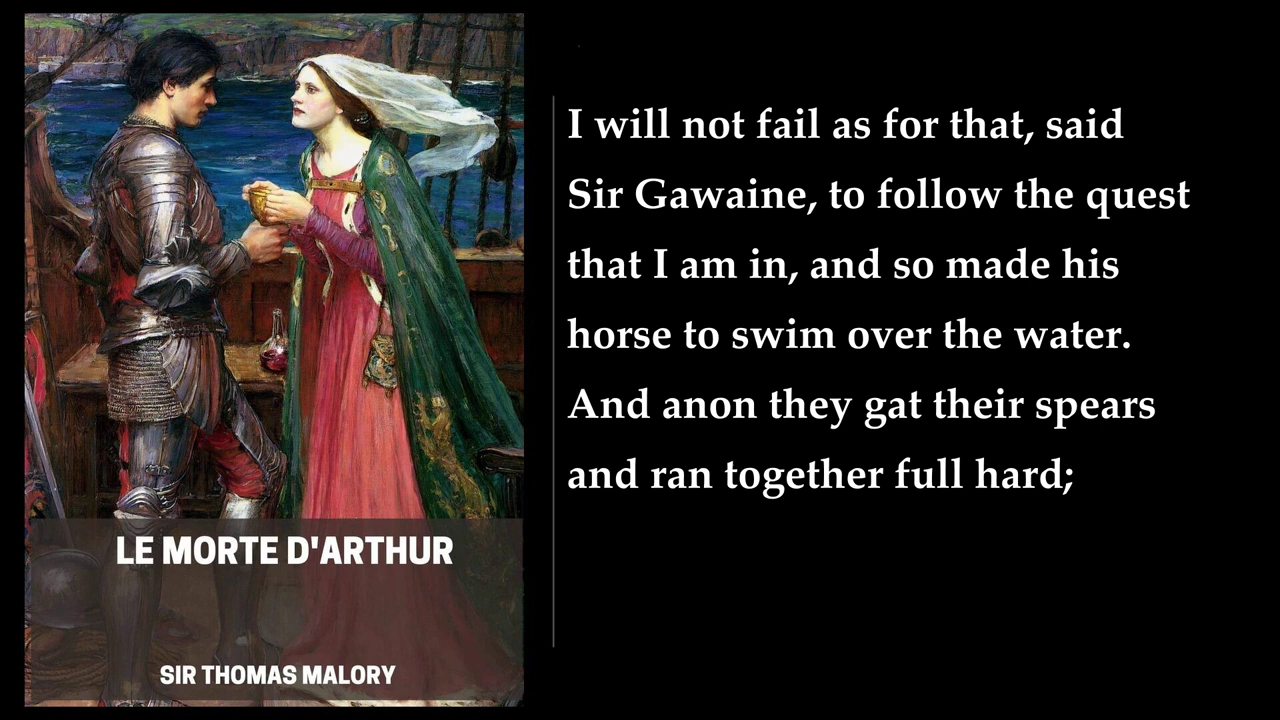 LE MORTE D'ARTHUR
SIR THOMAS MALORY
I will not fail as for that, said
Sir Gawaine, to follow the quest
that I am in, and so made his
horse to swim over the water.
And anon they gat their spears
and ran together full hard;